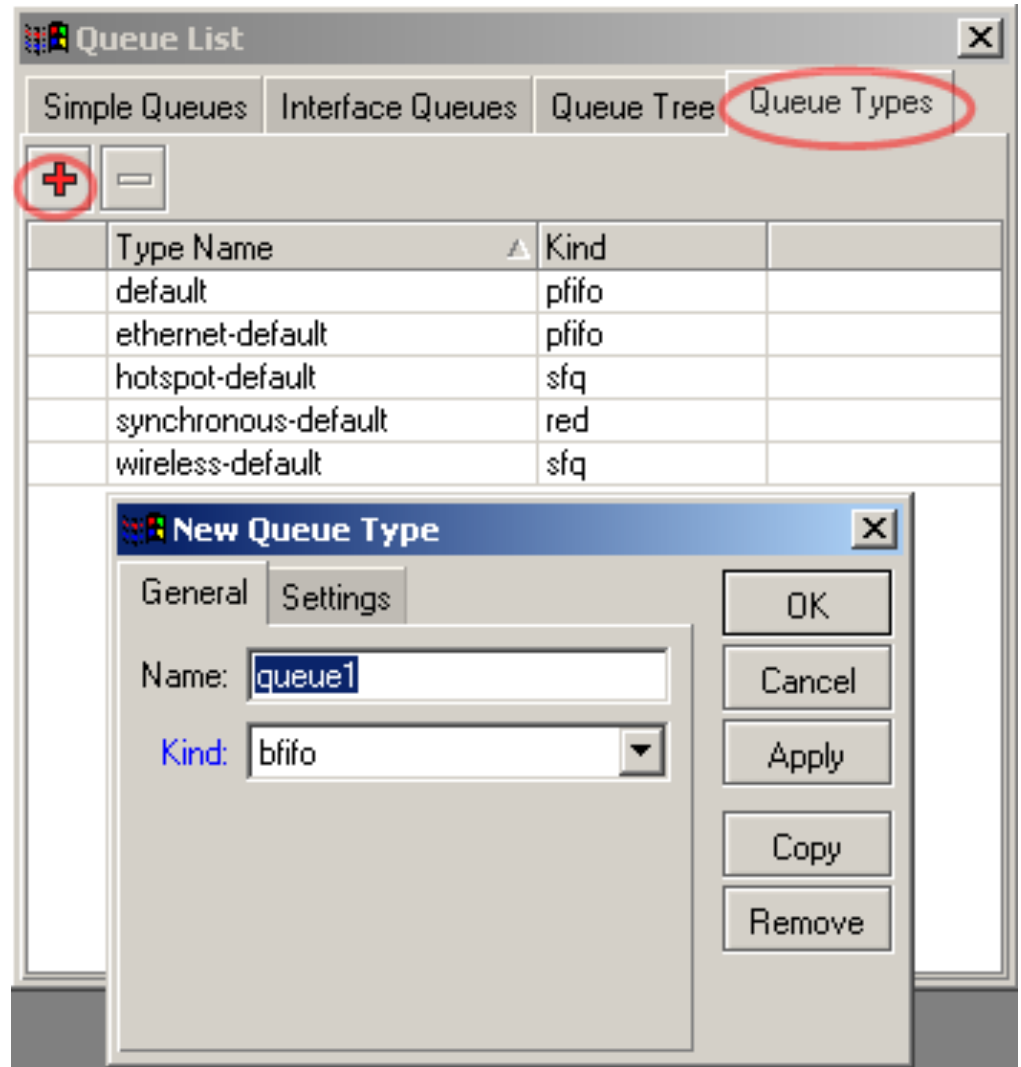 Queue List
Simple Queues Interface Queues Queue Tree Queue Types
Type Name Kind
default pfifo
ethernet-default pfifo
hotspot-default sfq
synchronous-default red
wireless-default sfq
New Queue Type
General Settings
OK
Name: queue1
Cancel
Kind: bfifo
Apply
Copy
Remove